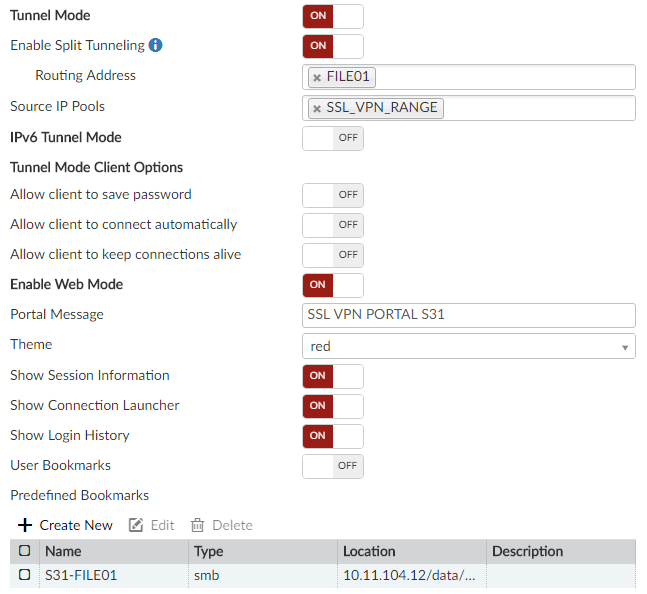 Tunnel Mode ON
Enable Split Tunneling ON
Routing Address FILE01
Source IP Pools SSL_VPN_RANGE
IPv6 Tunnel Mode OFF
Tunnel Mode Client Options
Allow client to save password OFF
Allow client to connect automatically OFF
Allow client to keep connections alive OFF
Enable Web Mode ON
Portal Message SSL VPN PORTAL S31
Theme red
Show Session Information ON
Show Connection Launcher ON
Show Login History ON
User Bookmarks OFF
Predefined Bookmarks
Create New Edit Delete
Name Type Location Description
S31-FILE01 smb 10.11.104.12/data/...